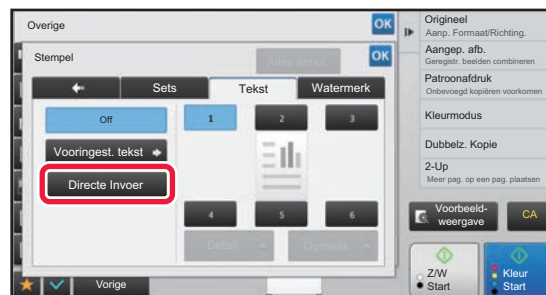 Overige
OK
Stempel
Alles annul.
OK
Sets
Tekst
Watermerk
Off
Vooringest. tekst
Directe Invoer
1
2
3
4
5
6
Detail
Opmaak
Vorige
Origineel
Aanp. Formaat/Richting.
Aangep. afb.
Geregistr. beelden combineren
Patroonafdruk
Onbevoegd kopiëren voorkomen
Kleurmodus
Dubbelz. Kopie
2-Up
Meer pag. op een pag. plaatsen
Voorbeeld-
weergave
CA
Z/W
Start
Kleur
Start